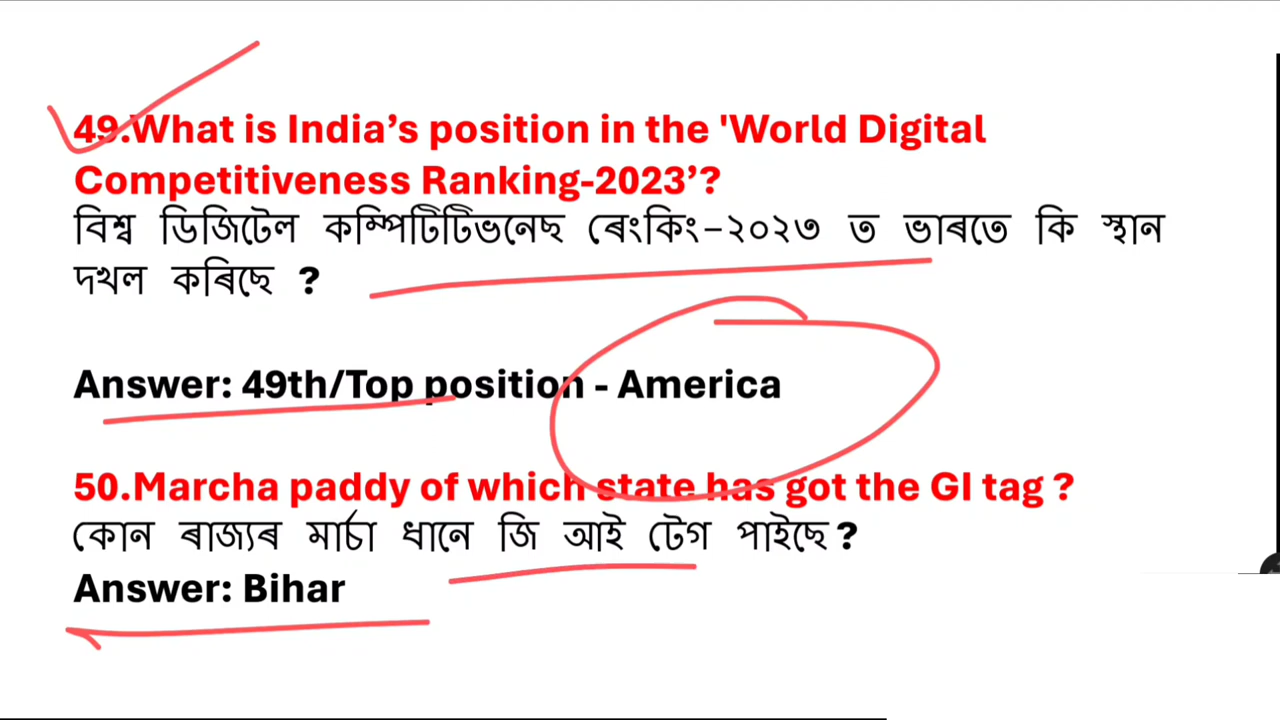 49.What is India’s position in the 'World Digital
Competitiveness Ranking-2023’?
বিশ্ব ডিজিটেল কম্পিটিটিভনেছ ৰেংকিং–২০২৩ ত ভাৰতে কি স্থান
দখল কৰিছে ?
Answer: 49th/Top position - America
50.Marcha paddy of which state has got the GI tag ?
কোন ৰাজ্যৰ মাৰ্চা ধানে জি আই টেগ পাইছে ?
Answer: Bihar